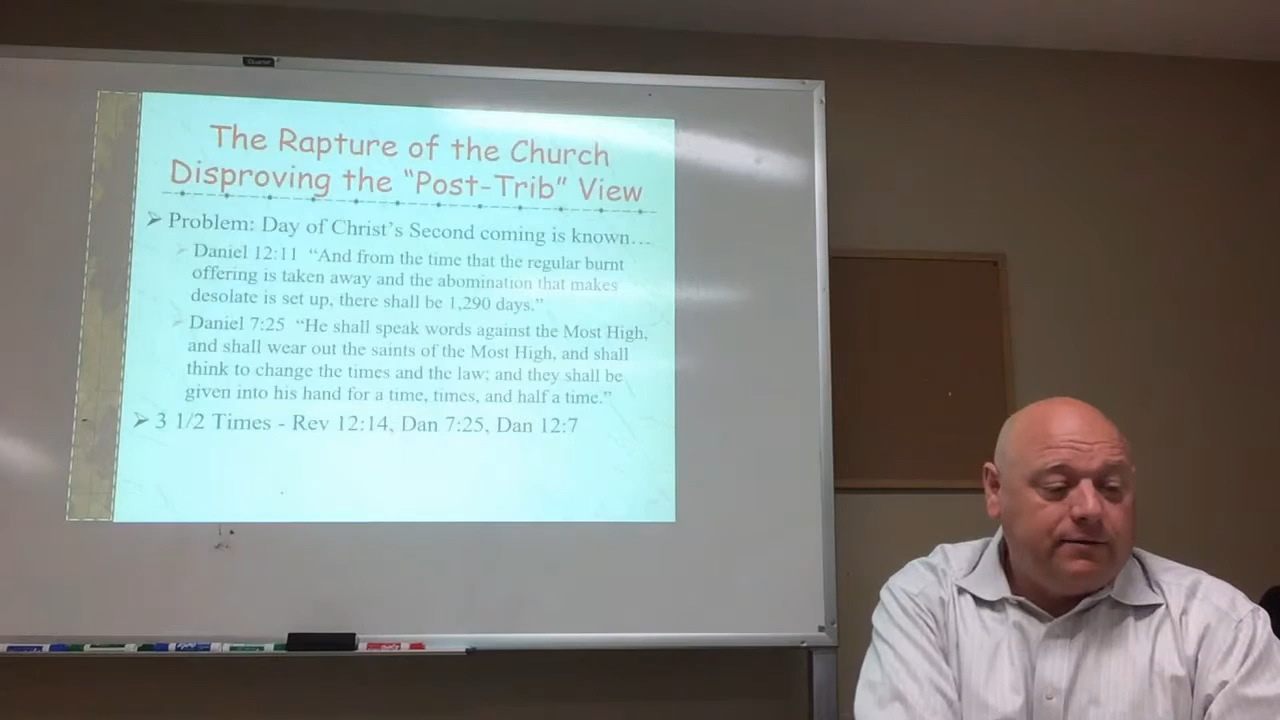 The Rapture of the Church
Disproving the “Post-Trib” View
Problem: Day of Christ’s Second coming is known…
Daniel 12:11 “And from the time that the regular burnt
offering is taken away and the abomination that makes
desolate is set up, there shall be 1,290 days.”
Daniel 7:25 “He shall speak words against the Most High,
and shall wear out the saints of the Most High, and shall
think to change the times and the law; and they shall be
given into his hand for a time, times, and half a time.”
3 1/2 Times - Rev 12:14, Dan 7:25, Dan 12:7